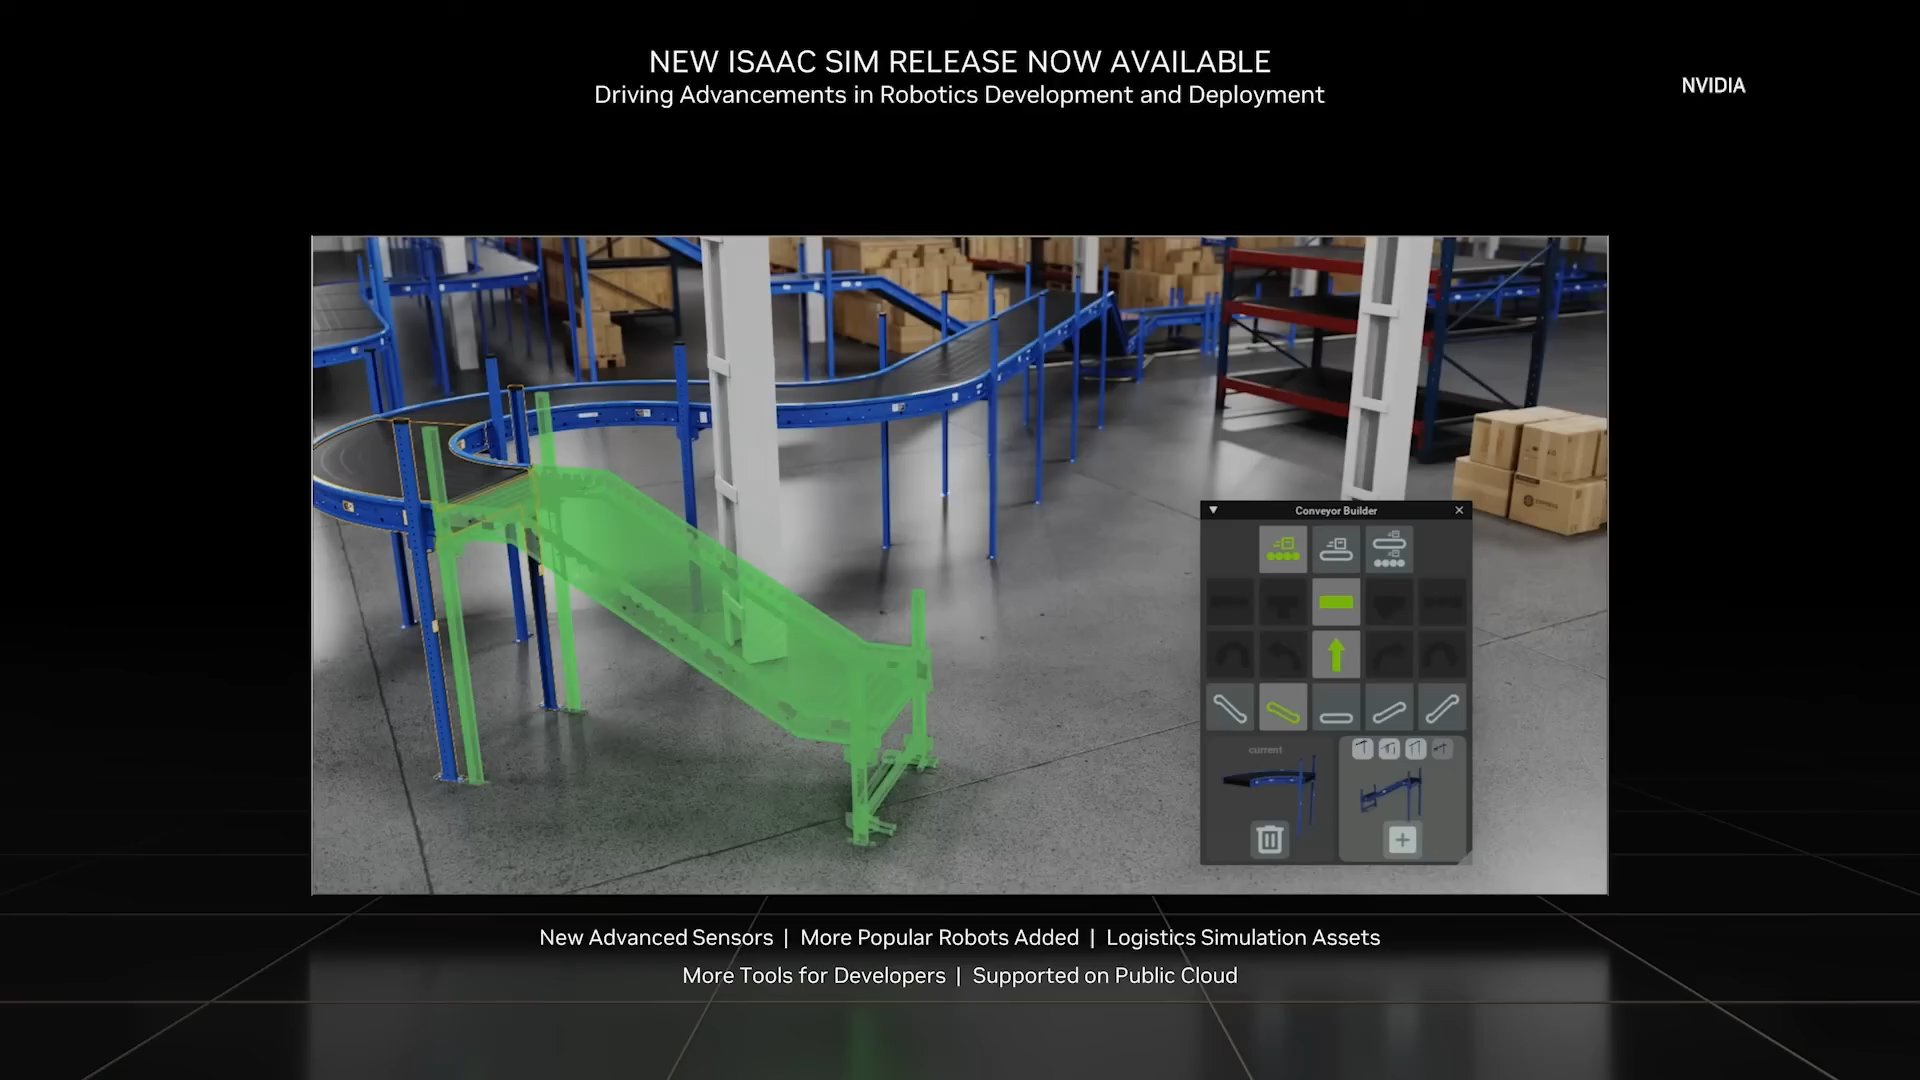 NEW ISAAC SIM RELEASE NOW AVAILABLE
Driving Advancements in Robotics Development and Deployment
NVIDIA
Conveyor Builder
current
New Advanced Sensors | More Popular Robots Added | Logistics Simulation Assets
More Tools for Developers | Supported on Public Cloud